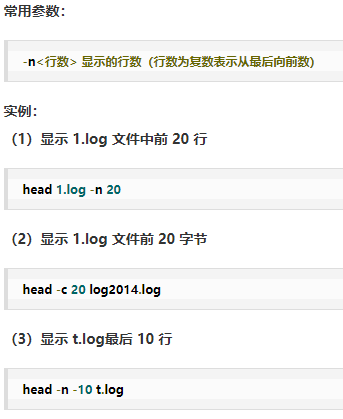 常用参数：
-n<行数> 显示的行数（行数为复数表示从最后向前数）
实例：
（1）显示 1.log 文件中前 20 行
head 1.log -n 20
（2）显示 1.log 文件前 20 字节
head -c 20 log2014.log
（3）显示 t.log最后 10 行
head -n -10 t.log